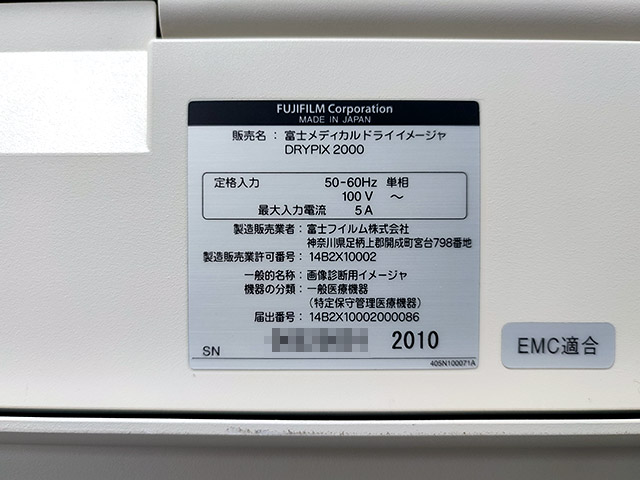 FUJIFILM Corporation
MADE IN JAPAN
販売名： 富士メディカルドライイメージャ
DRYPIX 2000
定格入力 50-60Hz 単相
100 V ～
最大入力電流 5 A
製造販売業者： 富士フイルム株式会社
神奈川県足柄上郡開成町宮台798番地
製造販売業許可番号： 14B2X10002
一般的名称： 画像診断用イメージャ
機器の分類： 一般医療機器
（特定保守管理医療機器）
届出番号： 14B2X10002000086
SN 2010
405N100071A
EMC適合